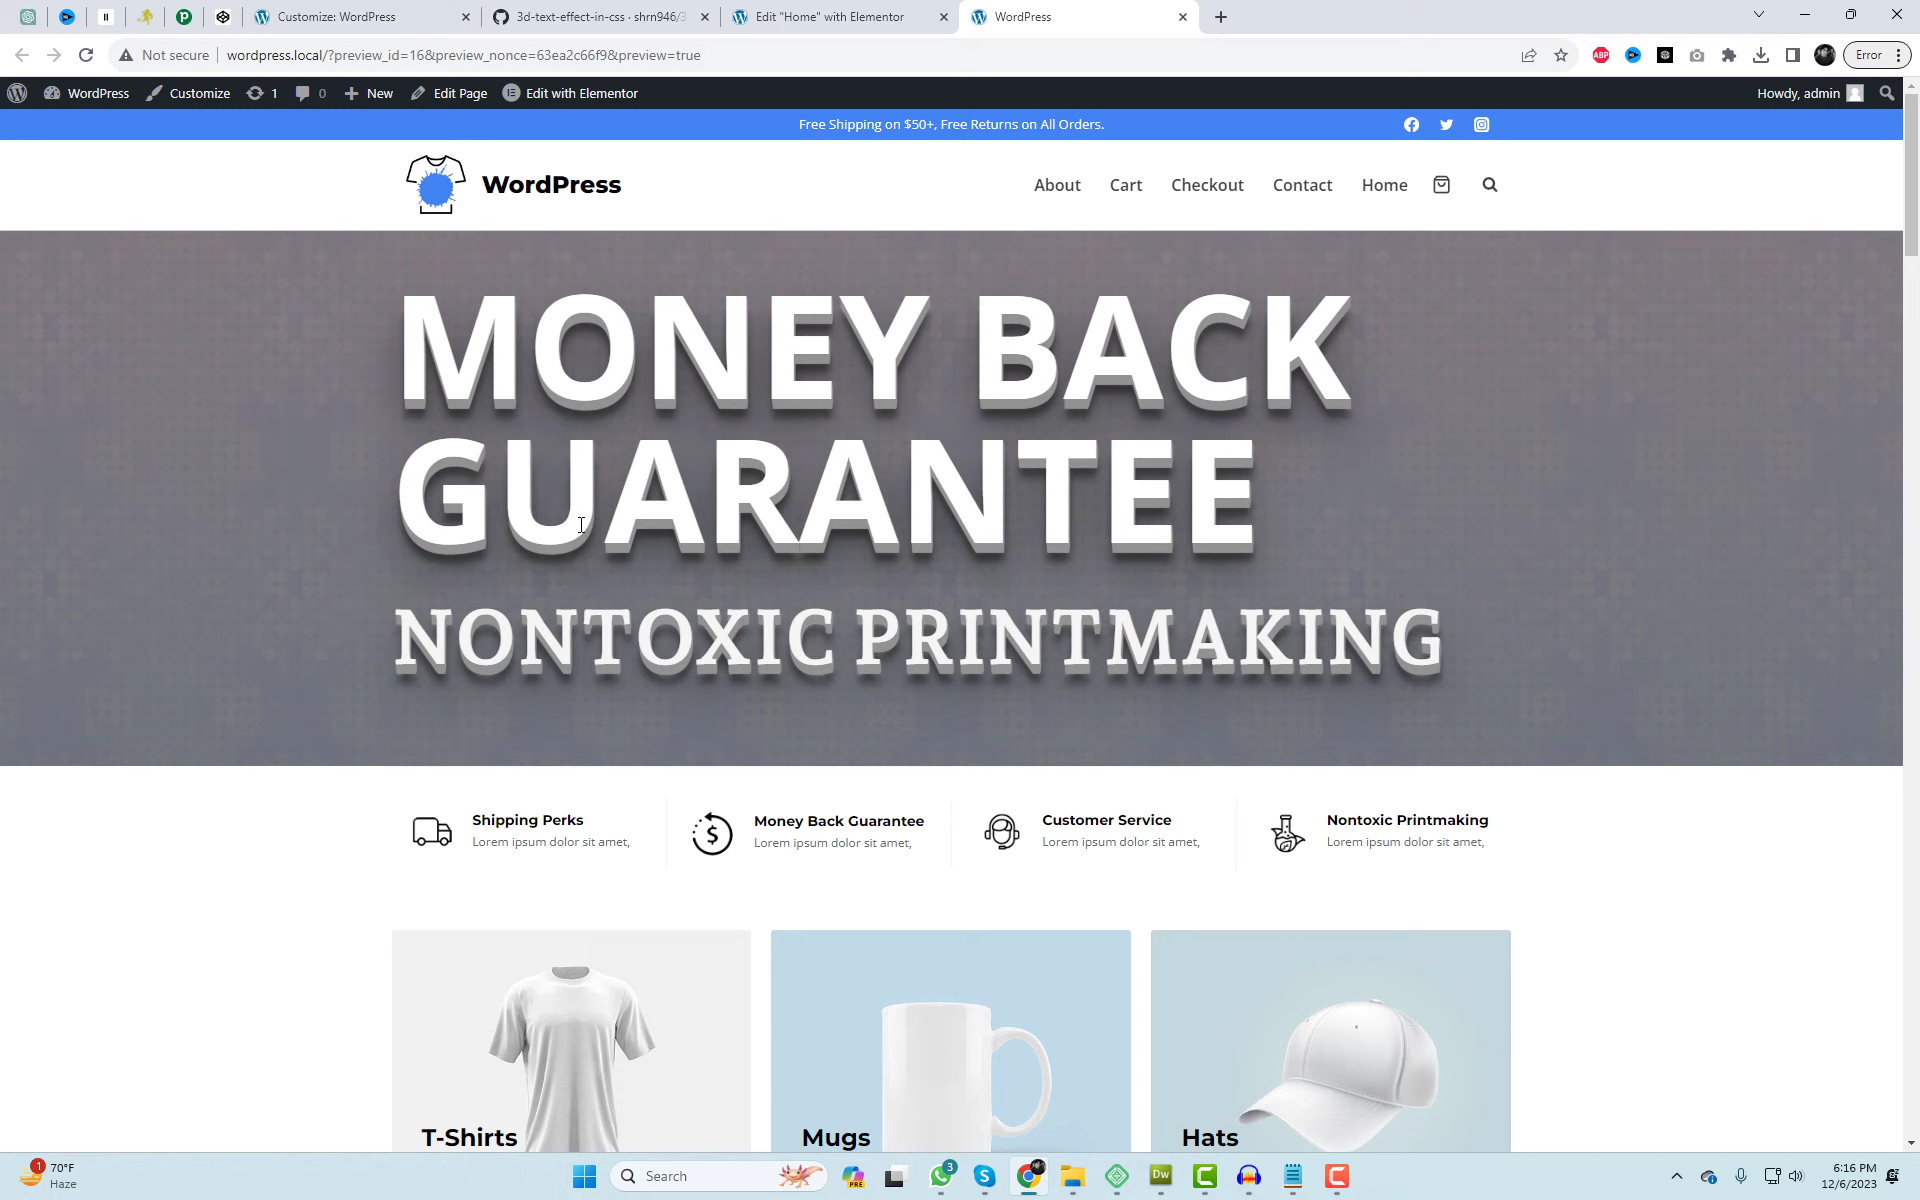 Customize: WordPress
3d-text-effect-in-css · shrn946/3
Edit "Home" with Elementor
WordPress
Not secure
wordpress.local/?preview_id=16&preview_nonce=63ea2c66f9&preview=true
ABP
Error
WordPress
Customize
1
0
New
Edit Page
Edit with Elementor
Howdy, admin
Free Shipping on $50+, Free Returns on All Orders.
WordPress
About
Cart
Checkout
Contact
Home
MONEY BACK
GUARANTEE
NONTOXIC PRINTMAKING
Shipping Perks
Lorem ipsum dolor sit amet,
Money Back Guarantee
Lorem ipsum dolor sit amet,
Customer Service
Lorem ipsum dolor sit amet,
Nontoxic Printmaking
Lorem ipsum dolor sit amet,
T-Shirts
Mugs
Hats
1
70°F
Haze
Search
PRE
3
Dw
6:16 PM
12/6/2023